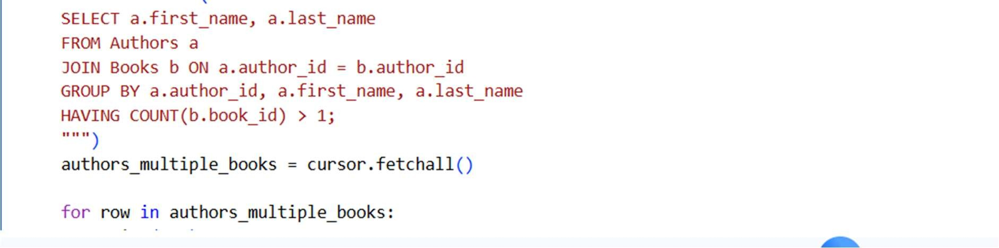 SELECT a.first_name, a.last_name
FROM Authors a
JOIN Books b ON a.author_id = b.author_id
GROUP BY a.author_id, a.first_name, a.last_name
HAVING COUNT(b.book_id) > 1;
""")
authors_multiple_books = cursor.fetchall()
for row in authors_multiple_books: